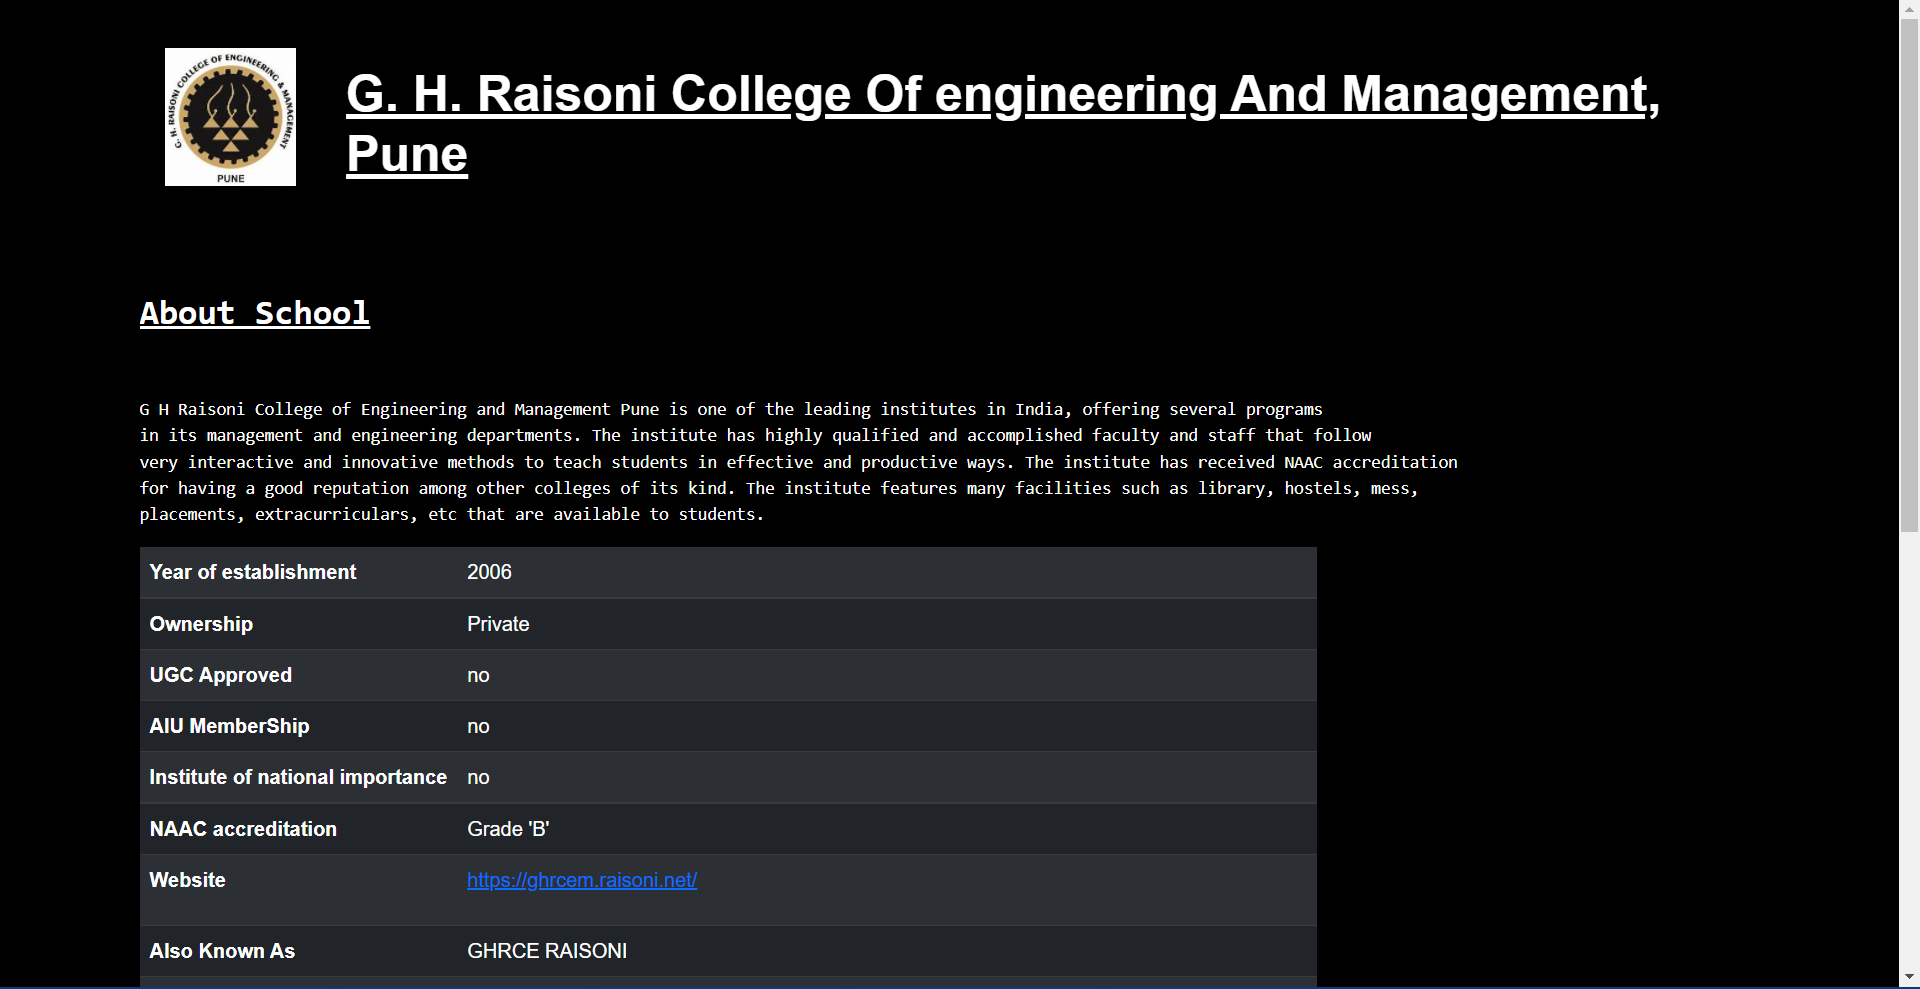 G. H. RAISONI COLLEGE OF ENGINEERING & MANAGEMENT
PUNE
G. H. Raisoni College Of engineering And Management,
Pune
About School
G H Raisoni College of Engineering and Management Pune is one of the leading institutes in India, offering several programs
in its management and engineering departments. The institute has highly qualified and accomplished faculty and staff that follow
very interactive and innovative methods to teach students in effective and productive ways. The institute has received NAAC accreditation
for having a good reputation among other colleges of its kind. The institute features many facilities such as library, hostels, mess,
placements, extracurriculars, etc that are available to students.
Year of establishment 2006
Ownership Private
UGC Approved no
AIU MemberShip no
Institute of national importance no
NAAC accreditation Grade 'B'
Website https://ghrcem.raisoni.net/
Also Known As GHRCE RAISONI